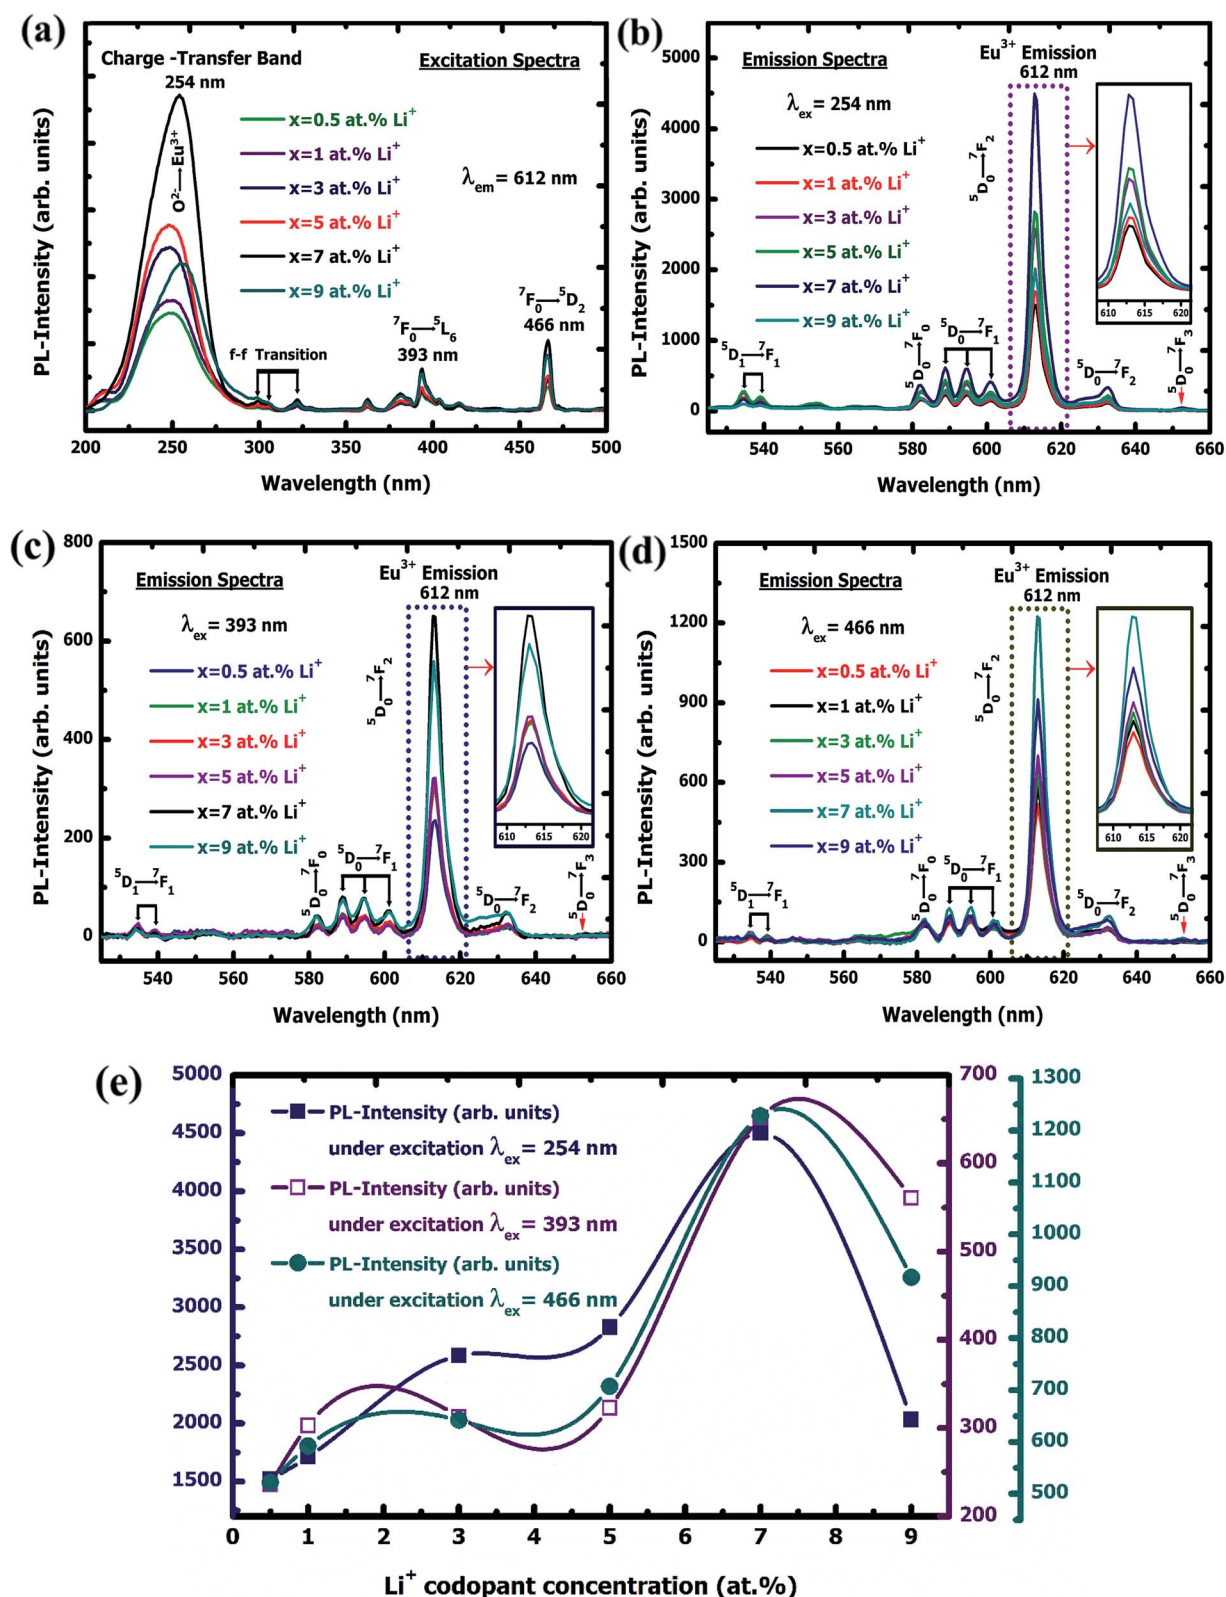 (a)
Charge -Transfer Band
254 nm
Excitation Spectra
O²⁻→Eu³⁺
x=0.5 at.% Li⁺
x=1 at.% Li⁺
x=3 at.% Li⁺
x=5 at.% Li⁺
x=7 at.% Li⁺
x=9 at.% Li⁺
λem = 612 nm
f-f Transition
⁷F₀→⁵L₆
393 nm
⁷F₀→⁵D₂
466 nm
PL-Intensity (arb. units)
200 250 300 350 400 450 500
Wavelength (nm)
(b)
Emission Spectra
Eu³⁺ Emission
612 nm
λex = 254 nm
x=0.5 at.% Li⁺
x=1 at.% Li⁺
x=3 at.% Li⁺
x=5 at.% Li⁺
x=7 at.% Li⁺
x=9 at.% Li⁺
⁵D₁→⁷F₁
⁵D₀→⁷F₀
⁵D₀→⁷F₁
⁵D₀→⁷F₂
⁵D₀→⁷F₂
⁵D₀→⁷F₃
610 615 620
PL-Intensity (arb. units)
5000
4000
3000
2000
1000
0
540 560 580 600 620 640 660
Wavelength (nm)
(c)
Emission Spectra
Eu³⁺ Emission
612 nm
λex = 393 nm
x=0.5 at.% Li⁺
x=1 at.% Li⁺
x=3 at.% Li⁺
x=5 at.% Li⁺
x=7 at.% Li⁺
x=9 at.% Li⁺
⁵D₁→⁷F₁
⁵D₀→⁷F₀
⁵D₀→⁷F₁
⁵D₀→⁷F₂
⁵D₀→⁷F₂
⁵D₀→⁷F₃
610 615 620
PL-Intensity (arb. units)
800
600
400
200
0
540 560 580 600 620 640 660
Wavelength (nm)
(d)
Emission Spectra
Eu³⁺ Emission
612 nm
λex = 466 nm
x=0.5 at.% Li⁺
x=1 at.% Li⁺
x=3 at.% Li⁺
x=5 at.% Li⁺
x=7 at.% Li⁺
x=9 at.% Li⁺
⁵D₁→⁷F₁
⁵D₀→⁷F₀
⁵D₀→⁷F₁
⁵D₀→⁷F₂
⁵D₀→⁷F₂
⁵D₀→⁷F₃
610 615 620
PL-Intensity (arb. units)
1500
1200
900
600
300
0
540 560 580 600 620 640 660
Wavelength (nm)
(e)
PL-Intensity (arb. units)
under excitation λex = 254 nm
PL-Intensity (arb. units)
under excitation λex = 393 nm
PL-Intensity (arb. units)
under excitation λex = 466 nm
5000
4500
4000
3500
3000
2500
2000
1500
700
600
500
400
300
200
1300
1200
1100
1000
900
800
700
600
500
0 1 2 3 4 5 6 7 8 9
Li⁺ codopant concentration (at.%)